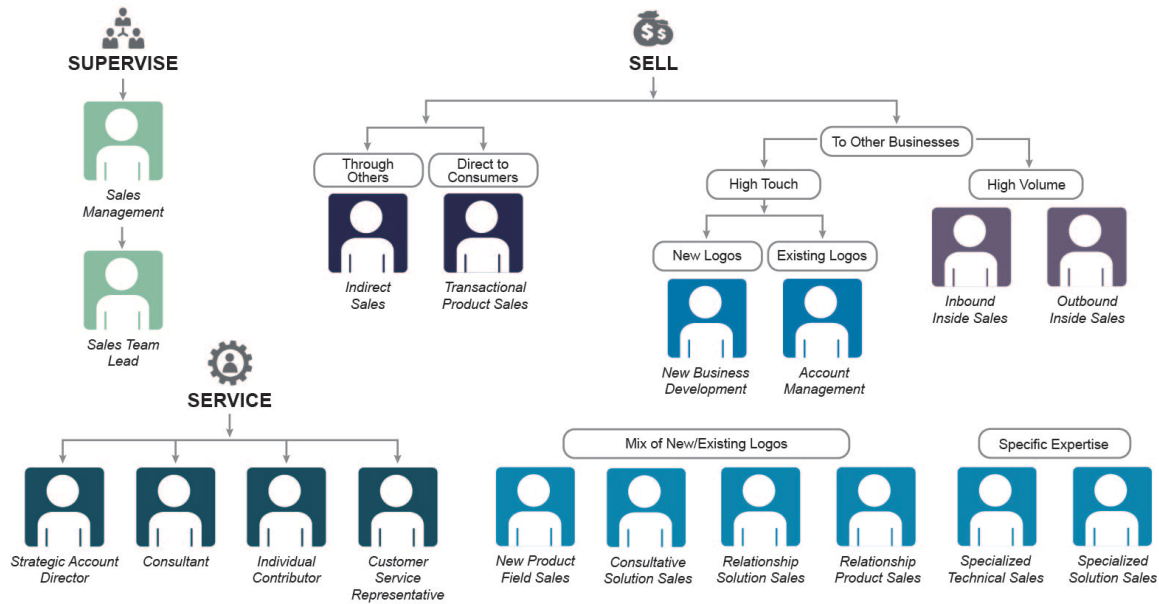 SUPERVISE
Sales
Management
Sales Team
Lead
$ $
SELL
Through
Others
Direct to
Consumers
Indirect
Sales
Transactional
Product Sales
To Other Businesses
High Touch
High Volume
New Logos
Existing Logos
New Business
Development
Account
Management
Inbound
Inside Sales
Outbound
Inside Sales
SERVICE
Strategic Account
Director
Consultant
Individual
Contributor
Customer
Service
Representative
Mix of New/Existing Logos
New Product
Field Sales
Consultative
Solution Sales
Relationship
Solution Sales
Relationship
Product Sales
Specific Expertise
Specialized
Technical Sales
Specialized
Solution Sales